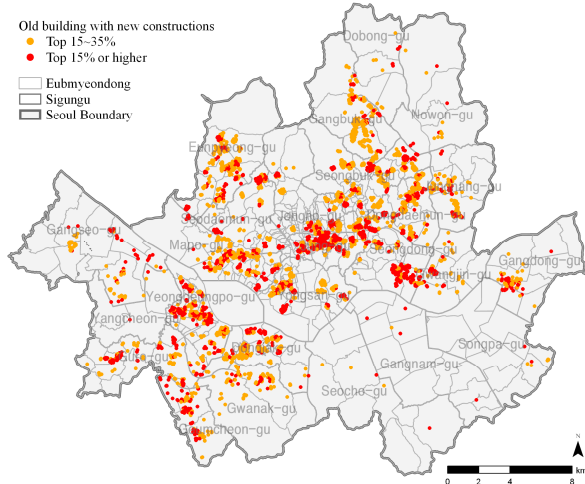 Old building with new constructions
Top 15~35%
Top 15% or higher
Eubmyeondong
Sigungu
Seoul Boundary
Dobong-gu
Nowon-gu
Gangbuk-gu
Eunpyeong-gu
Seongbuk-gu
Jungnang-gu
Seodaemun-gu
Jongno-gu
Dongdaemun-gu
Gangseo-gu
Mapo-gu
Seongdong-gu
Gangdong-gu
Gwangjin-gu
Yeongdeungpo-gu
Yongsan-gu
Yangcheon-gu
Songpa-gu
Dongjak-gu
Gangnam-gu
Seocho-gu
Gwanak-gu
Geumcheon-gu
N
0 2 4 8
km